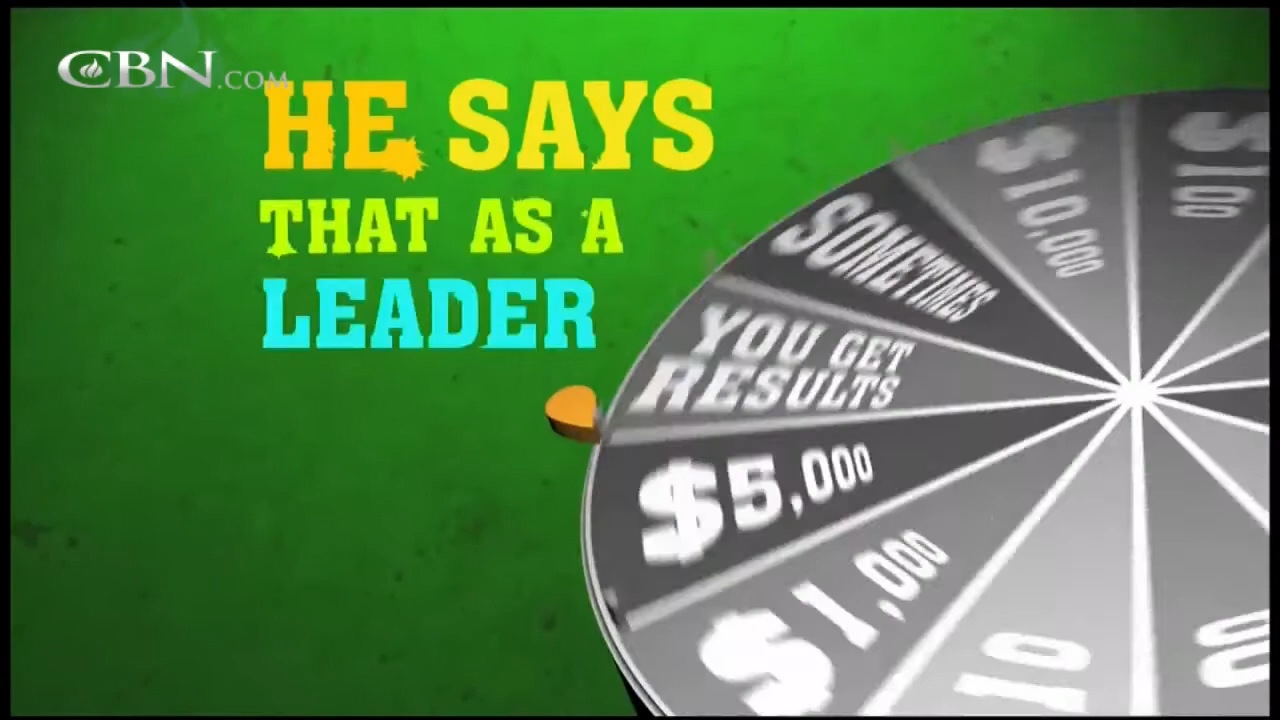 CBN.COM
HE SAYS
THAT AS A
LEADER
SOMETIMES
YOU GET
RESULTS
$10,000
$100
$5,000
$1,000